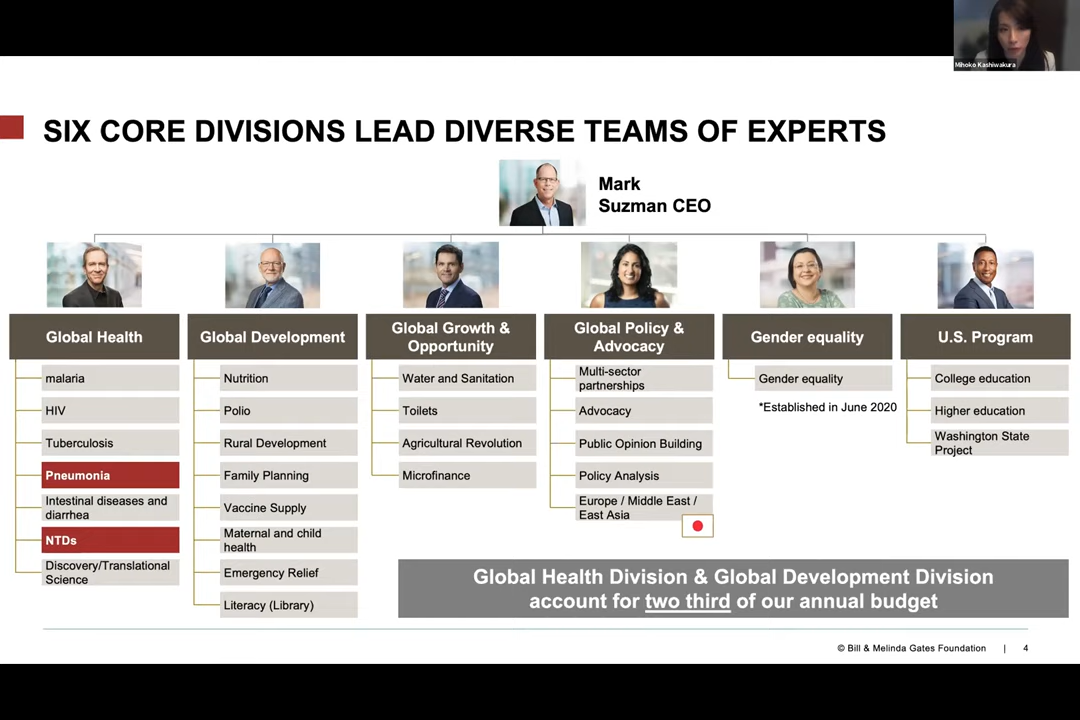 Mihoko Kashiwakura
SIX CORE DIVISIONS LEAD DIVERSE TEAMS OF EXPERTS
Mark
Suzman CEO
Global Health
malaria
HIV
Tuberculosis
Pneumonia
Intestinal diseases and
diarrhea
NTDs
Discovery/Translational
Science
Global Development
Nutrition
Polio
Rural Development
Family Planning
Vaccine Supply
Maternal and child
health
Emergency Relief
Literacy (Library)
Global Growth &
Opportunity
Water and Sanitation
Toilets
Agricultural Revolution
Microfinance
Global Policy &
Advocacy
Multi-sector
partnerships
Advocacy
Public Opinion Building
Policy Analysis
Europe / Middle East /
East Asia
Gender equality
Gender equality
*Established in June 2020
U.S. Program
College education
Higher education
Washington State
Project
Global Health Division & Global Development Division
account for two third of our annual budget
© Bill & Melinda Gates Foundation | 4